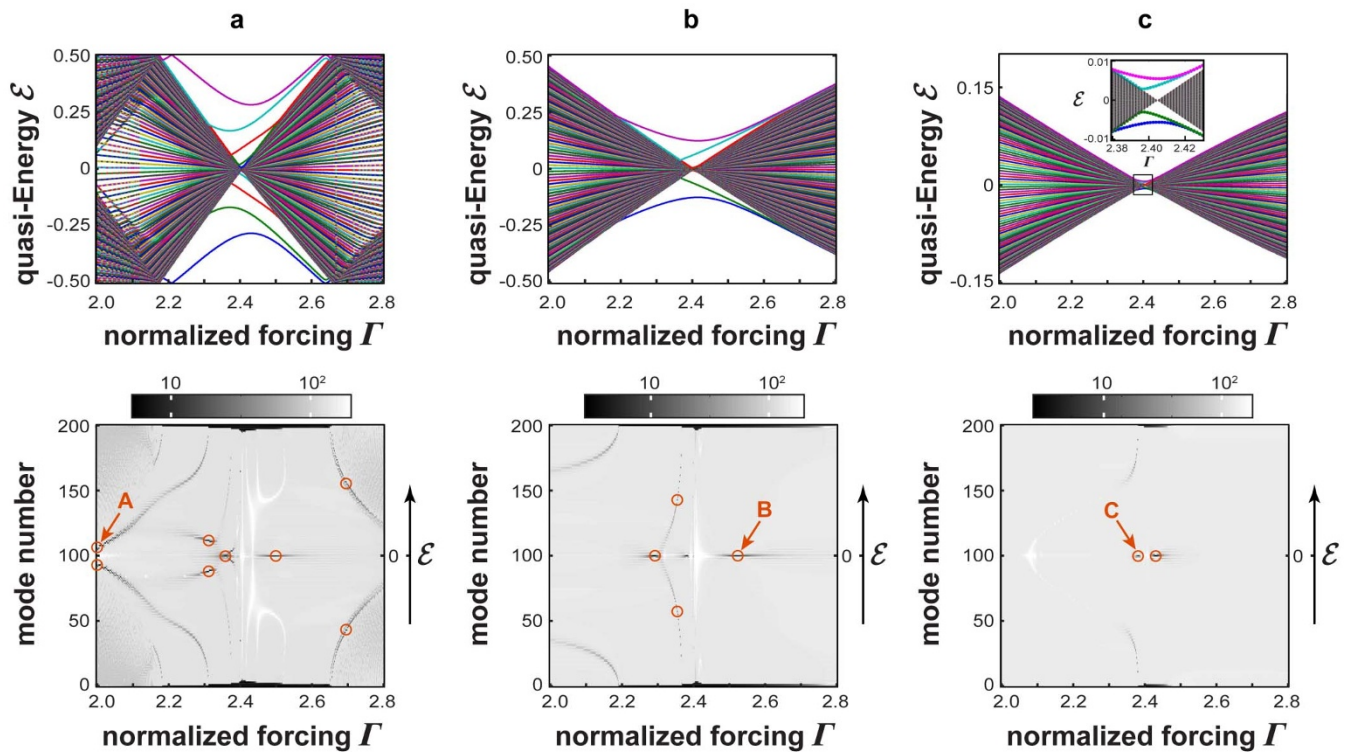 a
b
c
0.50
0.25
0
-0.25
-0.50
quasi-Energy ℰ
2.0 2.2 2.4 2.6 2.8
normalized forcing Γ
0.50
0.25
0
-0.25
-0.50
quasi-Energy ℰ
2.0 2.2 2.4 2.6 2.8
normalized forcing Γ
0.15
0
-0.15
quasi-Energy ℰ
0.01
0
-0.01
ℰ
2.38 2.40 2.42
Γ
2.0 2.2 2.4 2.6 2.8
normalized forcing Γ
10 10²
200
150
100
50
0
mode number
A
0
ℰ
2.0 2.2 2.4 2.6 2.8
normalized forcing Γ
10 10²
200
150
100
50
0
mode number
B
0
ℰ
2.0 2.2 2.4 2.6 2.8
normalized forcing Γ
10 10²
200
150
100
50
0
mode number
C
0
ℰ
2.0 2.2 2.4 2.6 2.8
normalized forcing Γ